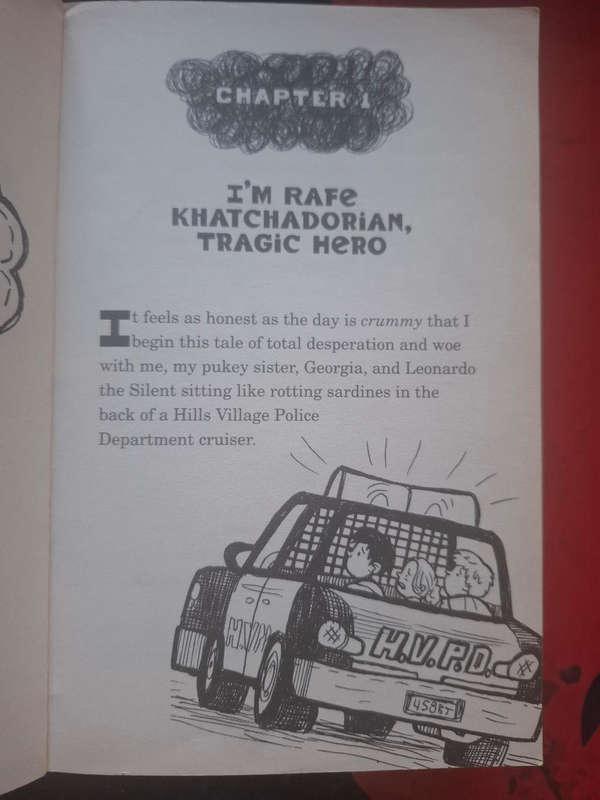 CHAPTER 1
I'M RAFE
KHATCHADORIAN,
TRAGIC HERO
It feels as honest as the day is crummy that I
begin this tale of total desperation and woe
with me, my pukey sister, Georgia, and Leonardo
the Silent sitting like rotting sardines in the
back of a Hills Village Police
Department cruiser.
H.V.P.D.